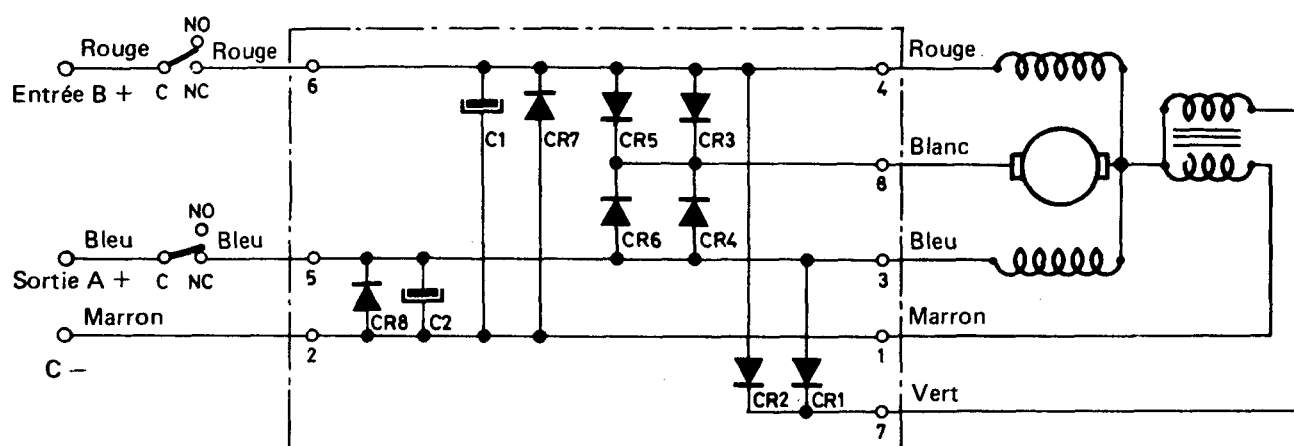 NO
Rouge Rouge
Entrée B + C NC
6
C1
CR7
CR5
CR3
Rouge
4
Blanc
8
CR6
CR4
NO
Bleu Bleu
Sortie A + C NC
5
CR8
C2
Bleu
3
Marron
C –
2
Marron
1
CR2
CR1
Vert
7